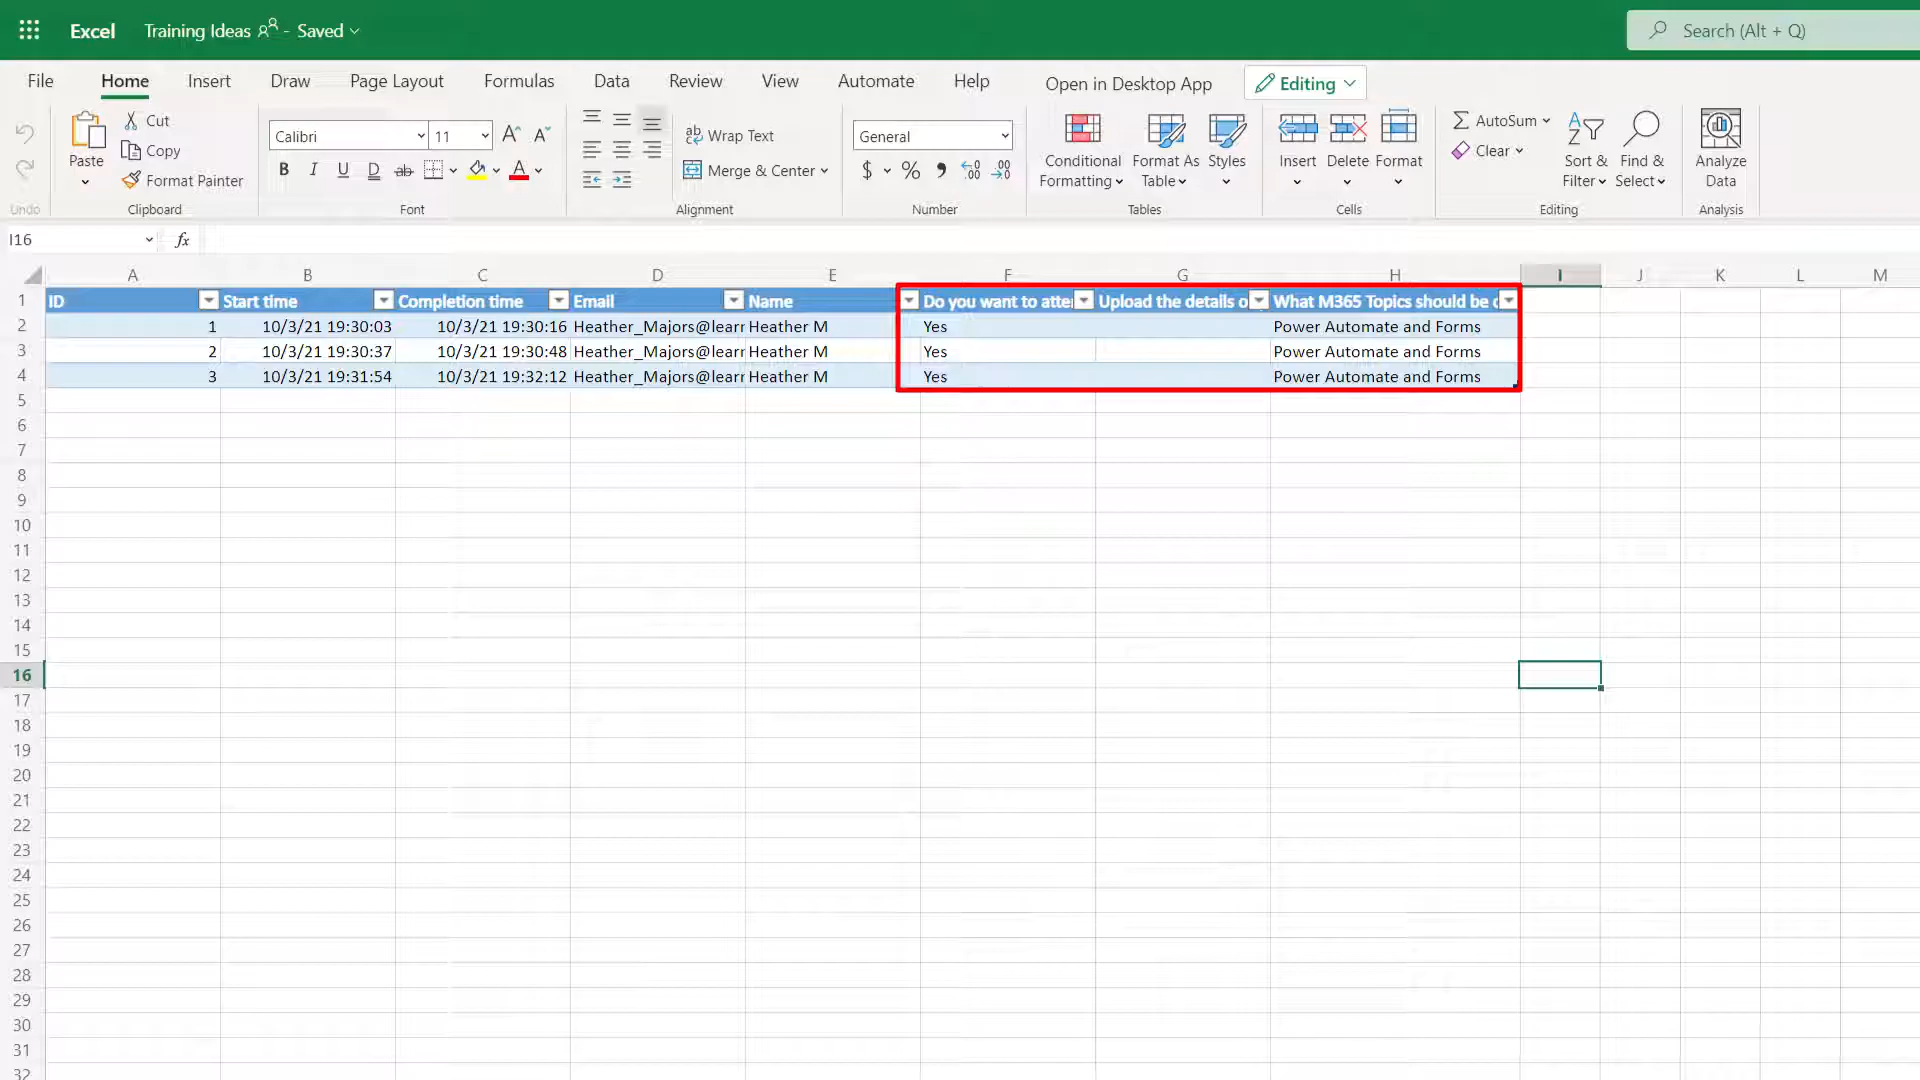 Excel Training Ideas - Saved Search (Alt + Q)
File Home Insert Draw Page Layout Formulas Data Review View Automate Help Open in Desktop App Editing
Undo
Paste
Cut
Copy
Format Painter
Clipboard
Calibri 11
B I U D ab A
Font
ab Wrap Text
Merge & Center
Alignment
General
$ % 9 .00 .00
Number
Conditional Formatting
Format As Table
Styles
Tables
Insert Delete Format
Cells
AutoSum
Clear
Sort & Filter
Find & Select
Editing
Analyze Data
Analysis
I16 fx
A B C D E F G H I J K L M
1 ID Start time Completion time Email Name Do you want to atte Upload the details o What M365 Topics should be c
2 1 10/3/21 19:30:03 10/3/21 19:30:16 Heather_Majors@learn Heather M Yes Power Automate and Forms
3 2 10/3/21 19:30:37 10/3/21 19:30:48 Heather_Majors@learn Heather M Yes Power Automate and Forms
4 3 10/3/21 19:31:54 10/3/21 19:32:12 Heather_Majors@learn Heather M Yes Power Automate and Forms
5
6
7
8
9
10
11
12
13
14
15
16
17
18
19
20
21
22
23
24
25
26
27
28
29
30
31
32